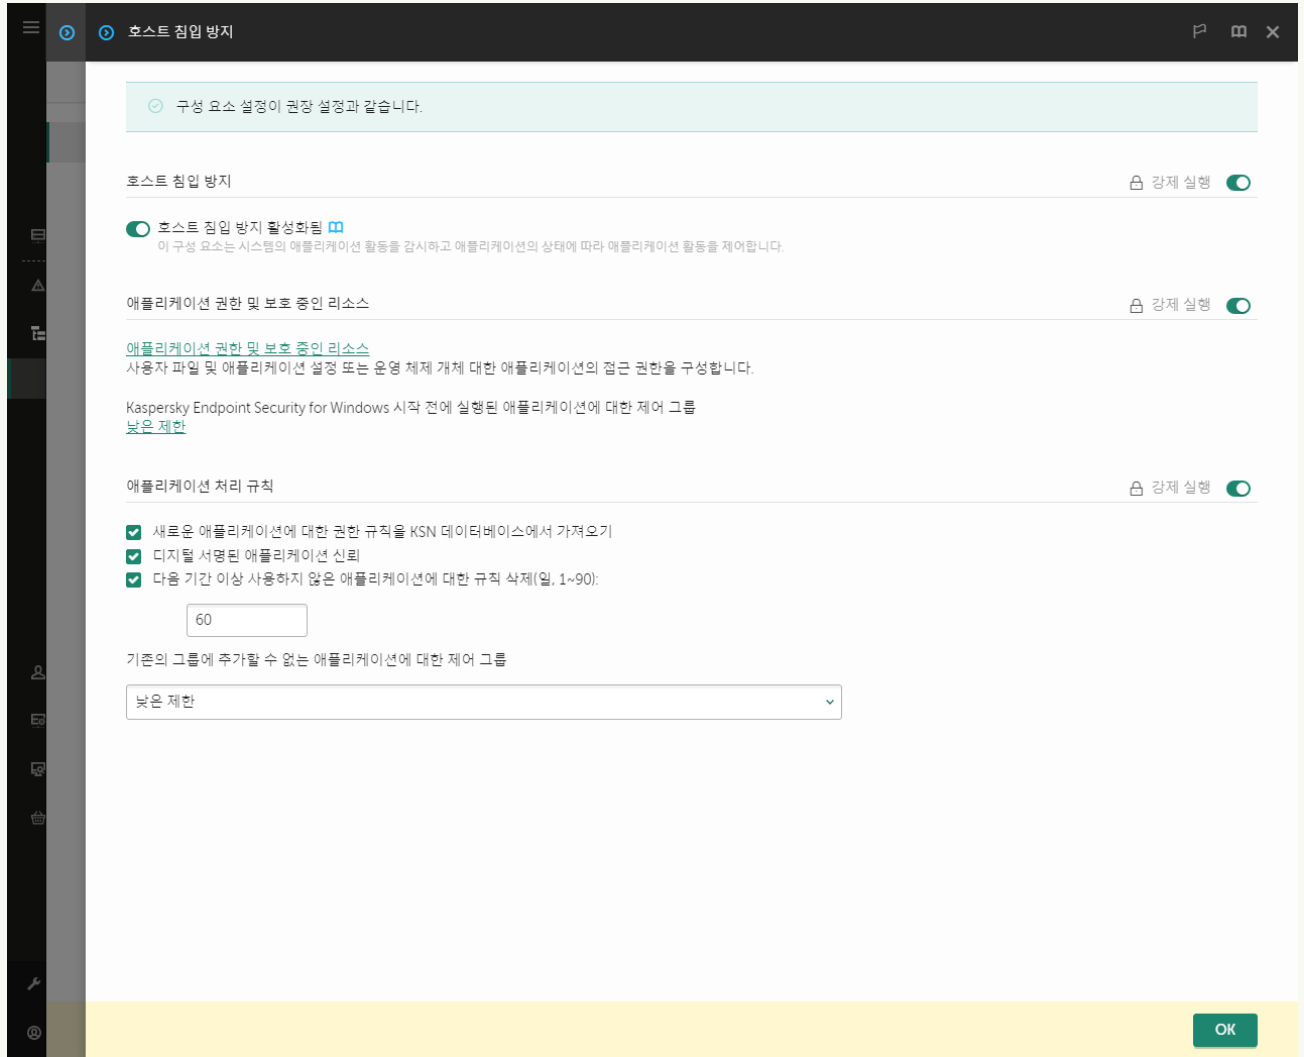 호스트 침입 방지
구성 요소 설정이 권장 설정과 같습니다.
호스트 침입 방지
강제 실행
호스트 침입 방지 활성화됨
이 구성 요소는 시스템의 애플리케이션 활동을 감시하고 애플리케이션의 상태에 따라 애플리케이션 활동을 제어합니다.
애플리케이션 권한 및 보호 중인 리소스
강제 실행
애플리케이션 권한 및 보호 중인 리소스
사용자 파일 및 애플리케이션 설정 또는 운영 체제 개체 대한 애플리케이션의 접근 권한을 구성합니다.
Kaspersky Endpoint Security for Windows 시작 전에 실행된 애플리케이션에 대한 제어 그룹
낮은 제한
애플리케이션 처리 규칙
강제 실행
새로운 애플리케이션에 대한 권한 규칙을 KSN 데이터베이스에서 가져오기
디지털 서명된 애플리케이션 신뢰
다음 기간 이상 사용하지 않은 애플리케이션에 대한 규칙 삭제(일, 1~90):
60
기존의 그룹에 추가할 수 없는 애플리케이션에 대한 제어 그룹
낮은 제한
OK